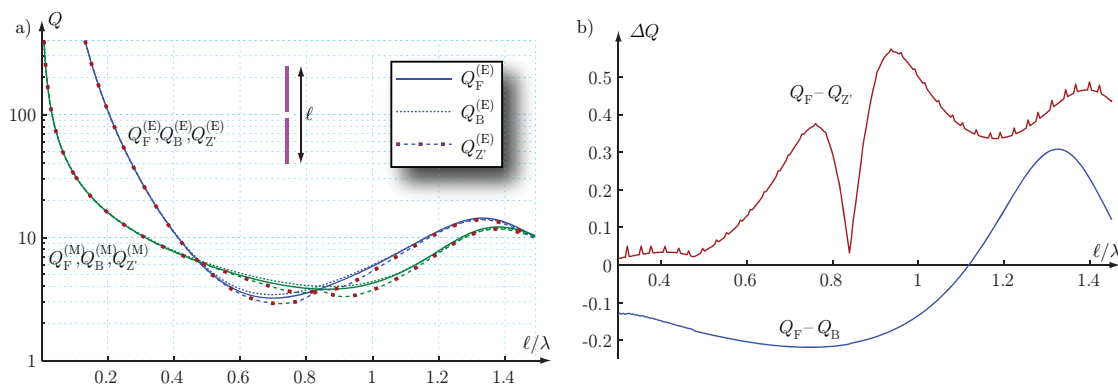 a)
Q
100
10
1
0.2 0.4 0.6 0.8 1 1.2 1.4
ℓ/λ
Q_F^(E),Q_B^(E),Q_Z'^(E)
Q_F^(M),Q_B^(M),Q_Z'^(M)
ℓ
Q_F^(E)
Q_B^(E)
Q_Z'^(E)
b)
ΔQ
0.5
0.4
0.3
0.2
0.1
0
-0.1
-0.2
0.4 0.6 0.8 1 1.2 1.4
ℓ/λ
Q_F–Q_Z'
Q_F–Q_B